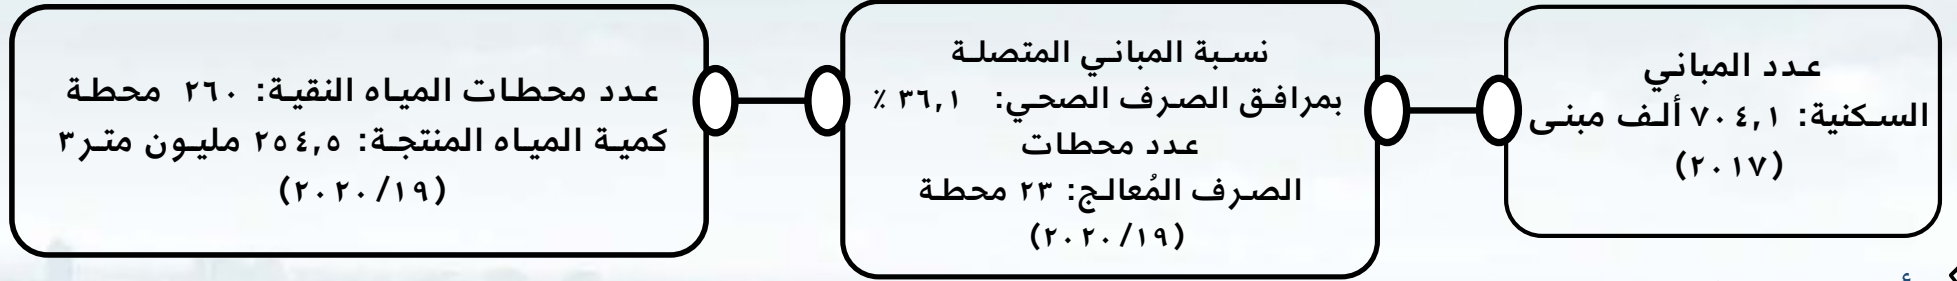 عدد المباني
السكنية: ٧٠٤,١ ألف مبنى
(٢٠١٧)
نسبة المباني المتصلة
بمرافق الصرف الصحي: ٣٦,١ ٪
عدد محطات
الصرف المُعالج: ٢٣ محطة
(٢٠٢٠/١٩)
عدد محطات المياه النقية: ٢٦٠ محطة
كمية المياه المنتجة: ٢٥٤,٥ مليون متر٣
(٢٠٢٠/١٩)